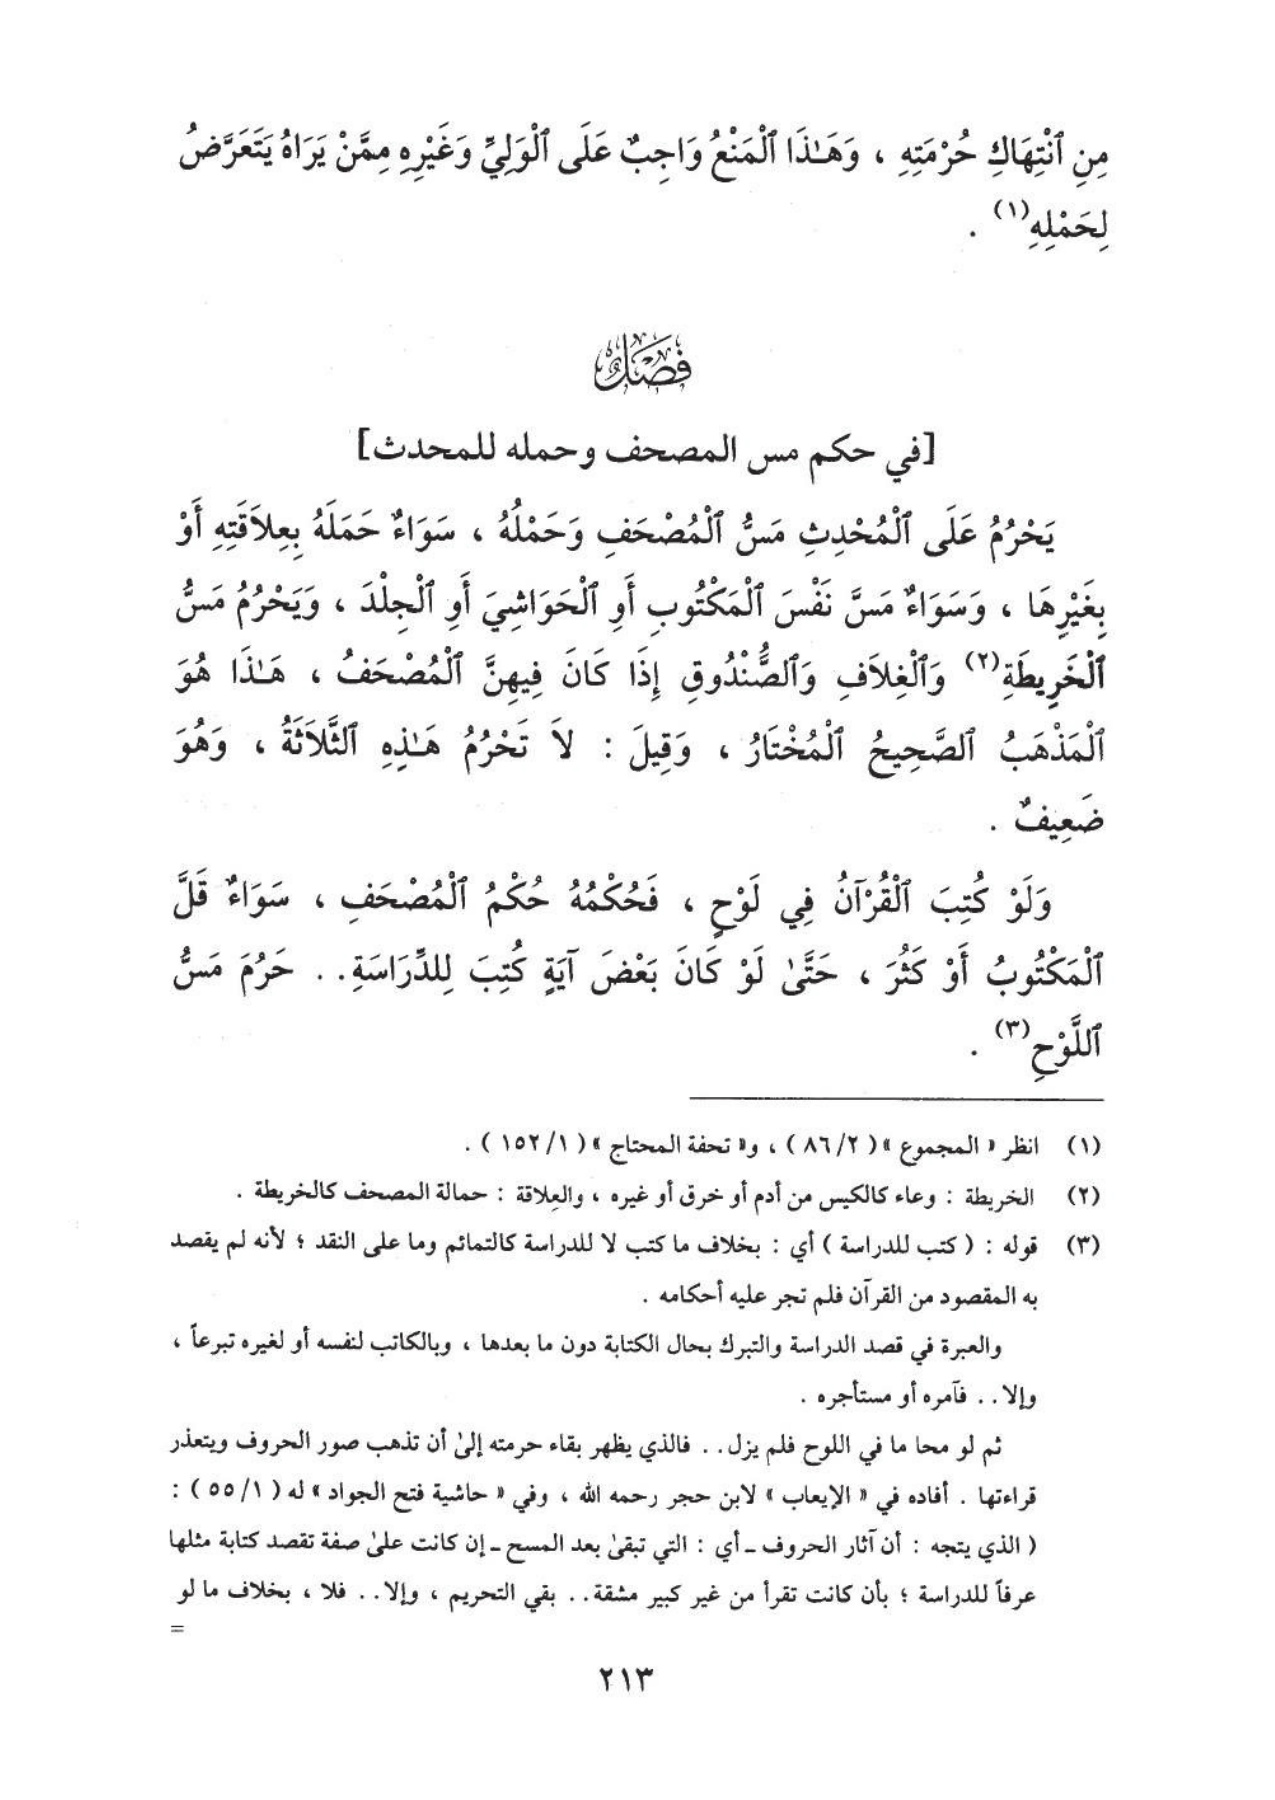 مِنِ ٱنْتِهَاكِ حُرْمَتِهِ ، وَهَـٰذَا ٱلْمَنْعُ وَاجِبٌ عَلَى ٱلْوَلِيِّ وَغَيْرِهِ مِمَّنْ يَرَاهُ يَتَعَرَّضُ
لِحَمْلِهِ(١) .
فَصْلٌ
[في حكم مس المصحف وحمله للمحدث]
يَحْرُمُ عَلَى ٱلْمُحْدِثِ مَسُّ ٱلْمُصْحَفِ وَحَمْلُهُ ، سَوَاءٌ حَمَلَهُ بِعِلاَقَتِهِ أَوْ
بِغَيْرِهَا ، وَسَوَاءٌ مَسَّ نَفْسَ ٱلْمَكْتُوبِ أَوِ ٱلْحَوَاشِيَ أَوِ ٱلْجِلْدَ ، وَيَحْرُمُ مَسُّ
ٱلْخَرِيطَةِ(٢) وَٱلْغِلاَفِ وَٱلصُّنْدُوقِ إِذَا كَانَ فِيهِنَّ ٱلْمُصْحَفُ ، هَـٰذَا هُوَ
ٱلْمَذْهَبُ ٱلصَّحِيحُ ٱلْمُخْتَارُ ، وَقِيلَ : لاَ تَحْرُمُ هَـٰذِهِ ٱلثَّلاَثَةُ ، وَهُوَ
ضَعِيفٌ .
وَلَوْ كُتِبَ ٱلْقُرْآنُ فِي لَوْحٍ ، فَحُكْمُهُ حُكْمُ ٱلْمُصْحَفِ ، سَوَاءٌ قَلَّ
ٱلْمَكْتُوبُ أَوْ كَثُرَ ، حَتَّىٰ لَوْ كَانَ بَعْضَ آيَةٍ كُتِبَ لِلدِّرَاسَةِ. . حَرُمَ مَسُّ
ٱللَّوْحِ(٣) .
(١) انظر « المجموع » ( ٨٦/٢ ) ، و« تحفة المحتاج » ( ١٥٢/١ ) .
(٢) الخريطة : وعاء كالكيس من أدم أو خرق أو غيره ، والعِلاقة : حمالة المصحف كالخريطة .
(٣) قوله : ( كتب للدراسة ) أي : بخلاف ما كتب لا للدراسة كالتمائم وما على النقد ؛ لأنه لم يقصد
به المقصود من القرآن فلم تجر عليه أحكامه .
والعبرة في قصد الدراسة والتبرك بحال الكتابة دون ما بعدها ، وبالكاتب لنفسه أو لغيره تبرعاً ،
وإلا . . فآمره أو مستأجره .
ثم لو محا ما في اللوح فلم يزل . . فالذي يظهر بقاء حرمته إلىٰ أن تذهب صور الحروف ويتعذر
قراءتها . أفاده في « الإيعاب » لابن حجر رحمه الله ، وفي « حاشية فتح الجواد » له ( ٥٥/١ ) :
( الذي يتجه : أن آثار الحروف ـ أي : التي تبقىٰ بعد المسح ـ إن كانت علىٰ صفة تقصد كتابة مثلها
عرفاً للدراسة ؛ بأن كانت تقرأ من غير كبير مشقة . . بقي التحريم ، وإلا . . فلا ، بخلاف ما لو
=
٢١٣